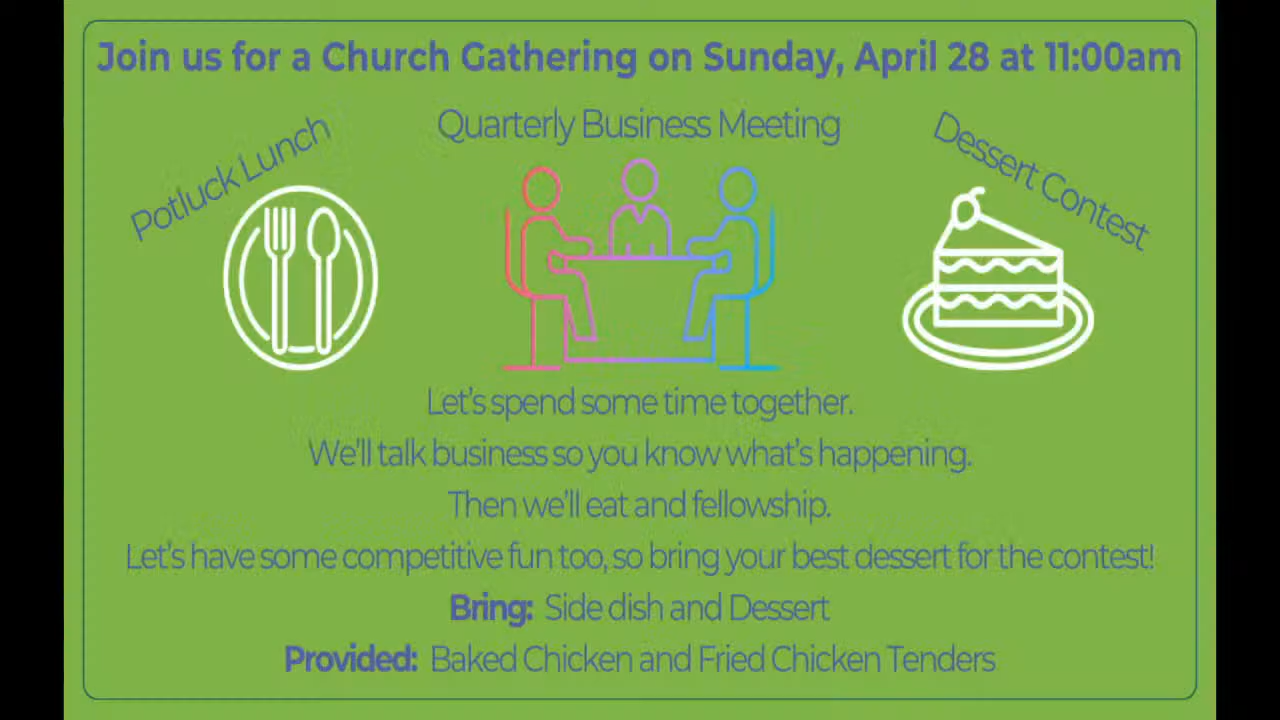 Join us for a Church Gathering on Sunday, April 28 at 11:00am
Potluck Lunch
Quarterly Business Meeting
Dessert Contest
Let's spend some time together.
We'll talk business so you know what's happening.
Then we'll eat and fellowship.
Let's have some competitive fun too, so bring your best dessert for the contest!
Bring: Side dish and Dessert
Provided: Baked Chicken and Fried Chicken Tenders